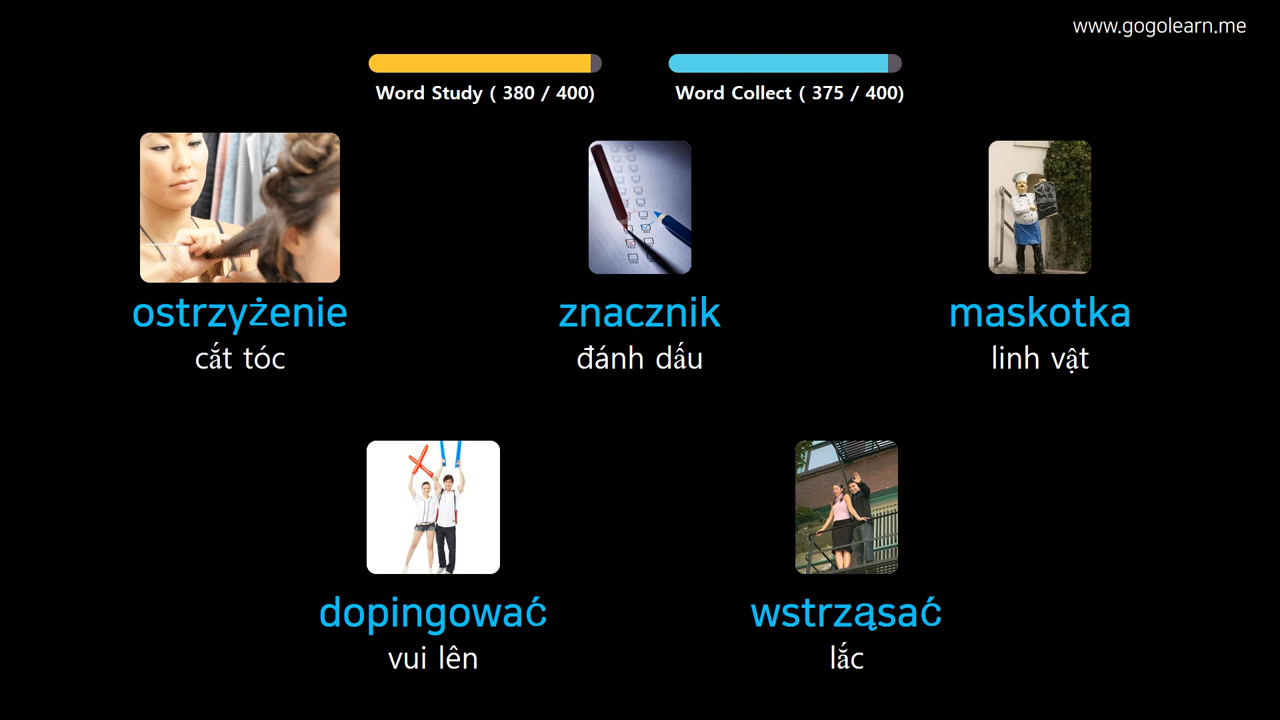 www.gogolearn.me
Word Study ( 380 / 400)
Word Collect ( 375 / 400)
ostrzyżenie
cắt tóc
znacznik
đánh dấu
maskotka
linh vật
dopingować
vui lên
wstrząsać
lắc